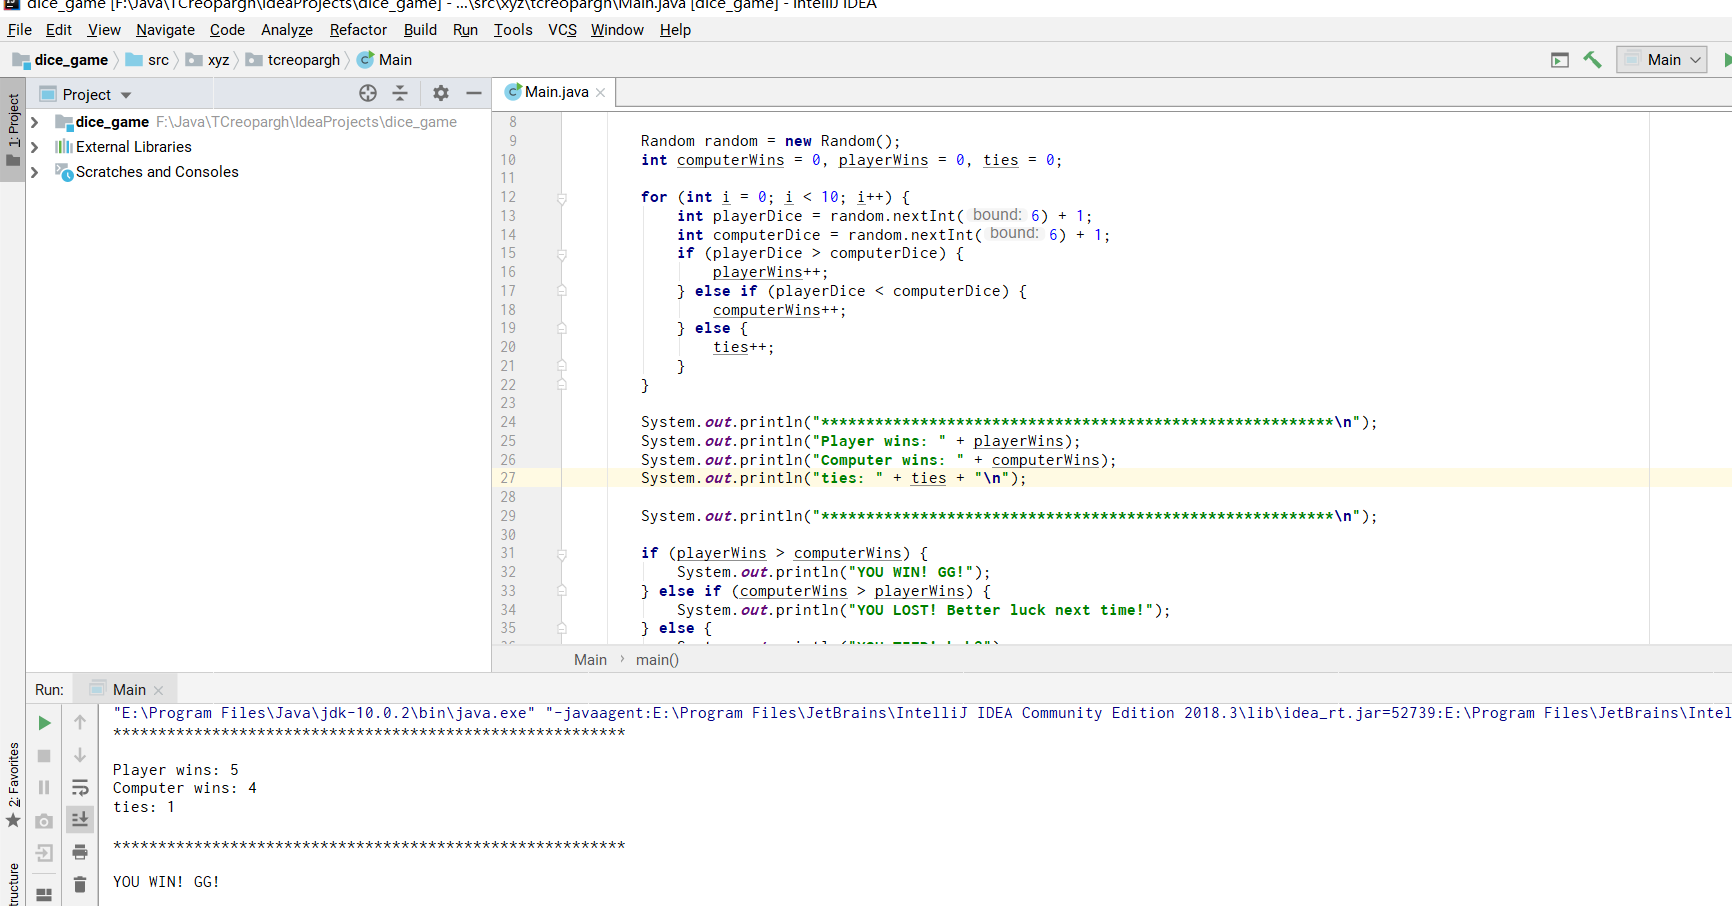 dice_game [F:\Java\TCreopargh\IdeaProjects\dice_game] - ...\src\xyz\tcreopargh\Main.java [dice_game] - IntelliJ IDEA
File Edit View Navigate Code Analyze Refactor Build Run Tools VCS Window Help
dice_game src xyz tcreopargh Main Main
1: Project
Project
Main.java
dice_game F:\Java\TCreopargh\IdeaProjects\dice_game
External Libraries
Scratches and Consoles
8
9 Random random = new Random();
10 int computerWins = 0, playerWins = 0, ties = 0;
11
12 for (int i = 0; i < 10; i++) {
13 int playerDice = random.nextInt( bound: 6) + 1;
14 int computerDice = random.nextInt( bound: 6) + 1;
15 if (playerDice > computerDice) {
16 playerWins++;
17 } else if (playerDice < computerDice) {
18 computerWins++;
19 } else {
20 ties++;
21 }
22 }
23
24 System.out.println("*********************************************************\n");
25 System.out.println("Player wins: " + playerWins);
26 System.out.println("Computer wins: " + computerWins);
27 System.out.println("ties: " + ties + "\n");
28
29 System.out.println("*********************************************************\n");
30
31 if (playerWins > computerWins) {
32 System.out.println("YOU WIN! GG!");
33 } else if (computerWins > playerWins) {
34 System.out.println("YOU LOST! Better luck next time!");
35 } else {
Main › main()
Run: Main
"E:\Program Files\Java\jdk-10.0.2\bin\java.exe" "-javaagent:E:\Program Files\JetBrains\IntelliJ IDEA Community Edition 2018.3\lib\idea_rt.jar=52739:E:\Program Files\JetBrains\Intel
*********************************************************
Player wins: 5
Computer wins: 4
ties: 1
*********************************************************
YOU WIN! GG!
2: Favorites
tructure